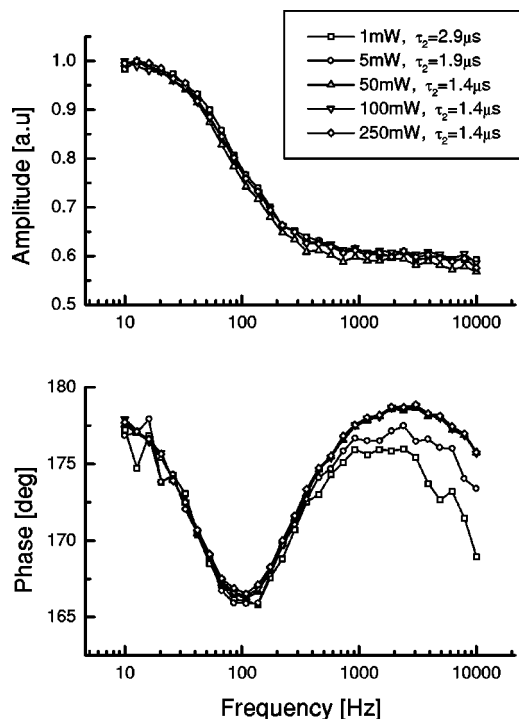 1mW, τ₂=2.9μs
5mW, τ₂=1.9μs
50mW, τ₂=1.4μs
100mW, τ₂=1.4μs
250mW, τ₂=1.4μs
Amplitude [a.u]
1.0
0.9
0.8
0.7
0.6
0.5
10 100 1000 10000
Phase [deg]
180
175
170
165
10 100 1000 10000
Frequency [Hz]